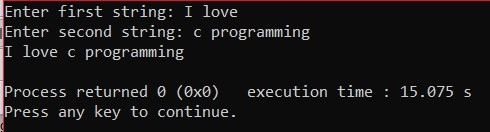 Enter first string: I love
Enter second string: c programming
I love c programming
Process returned 0 (0x0)   execution time : 15.075 s
Press any key to continue.